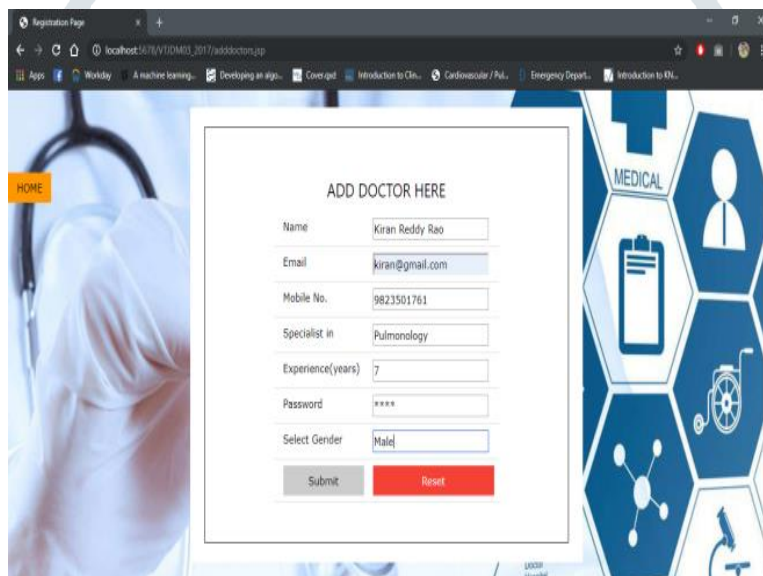 Registration Page
localhost:5678/VTJDM03_2017/adddoctors.jsp
Apps Workday A machine learning... Developing an algo... Cover.qxd Introduction to Clin... Cardiovascular / Pul... Emergency Depart... Introduction to KN...
HOME
MEDICAL
ADD DOCTOR HERE
Name Kiran Reddy Rao
Email kiran@gmail.com
Mobile No. 9823501761
Specialist in Pulmonology
Experience(years) 7
Password ****
Select Gender Male
Submit Reset
Doctor
Hospital